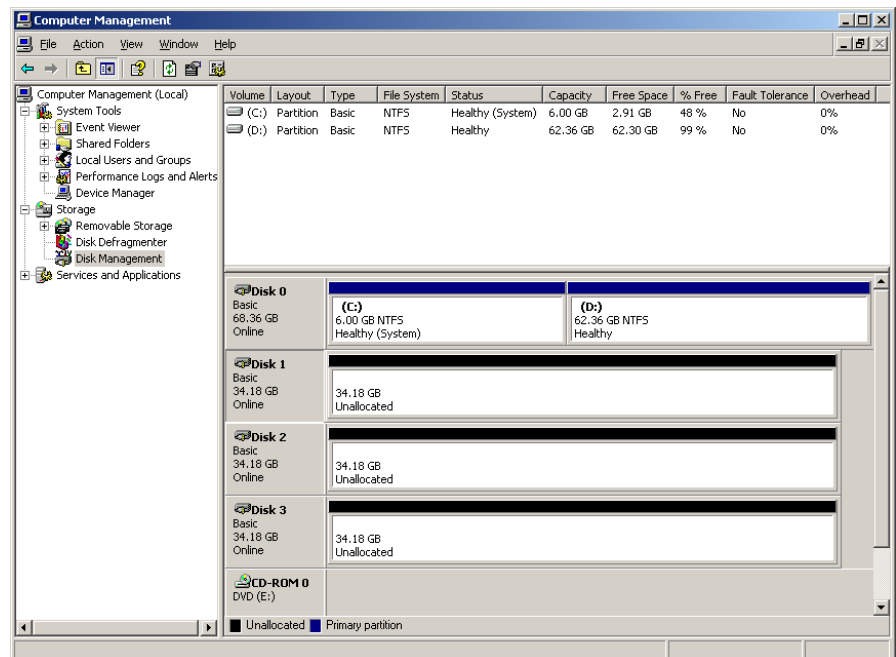 Computer Management
File Action View Window Help
Computer Management (Local)
System Tools
Event Viewer
Shared Folders
Local Users and Groups
Performance Logs and Alerts
Device Manager
Storage
Removable Storage
Disk Defragmenter
Disk Management
Services and Applications
Volume Layout Type File System Status Capacity Free Space % Free Fault Tolerance Overhead
(C:) Partition Basic NTFS Healthy (System) 6.00 GB 2.91 GB 48 % No 0%
(D:) Partition Basic NTFS Healthy 62.36 GB 62.30 GB 99 % No 0%
Disk 0
Basic
68.36 GB
Online
(C:)
6.00 GB NTFS
Healthy (System)
(D:)
62.36 GB NTFS
Healthy
Disk 1
Basic
34.18 GB
Online
34.18 GB
Unallocated
Disk 2
Basic
34.18 GB
Online
34.18 GB
Unallocated
Disk 3
Basic
34.18 GB
Online
34.18 GB
Unallocated
CD-ROM 0
DVD (E:)
Unallocated Primary partition